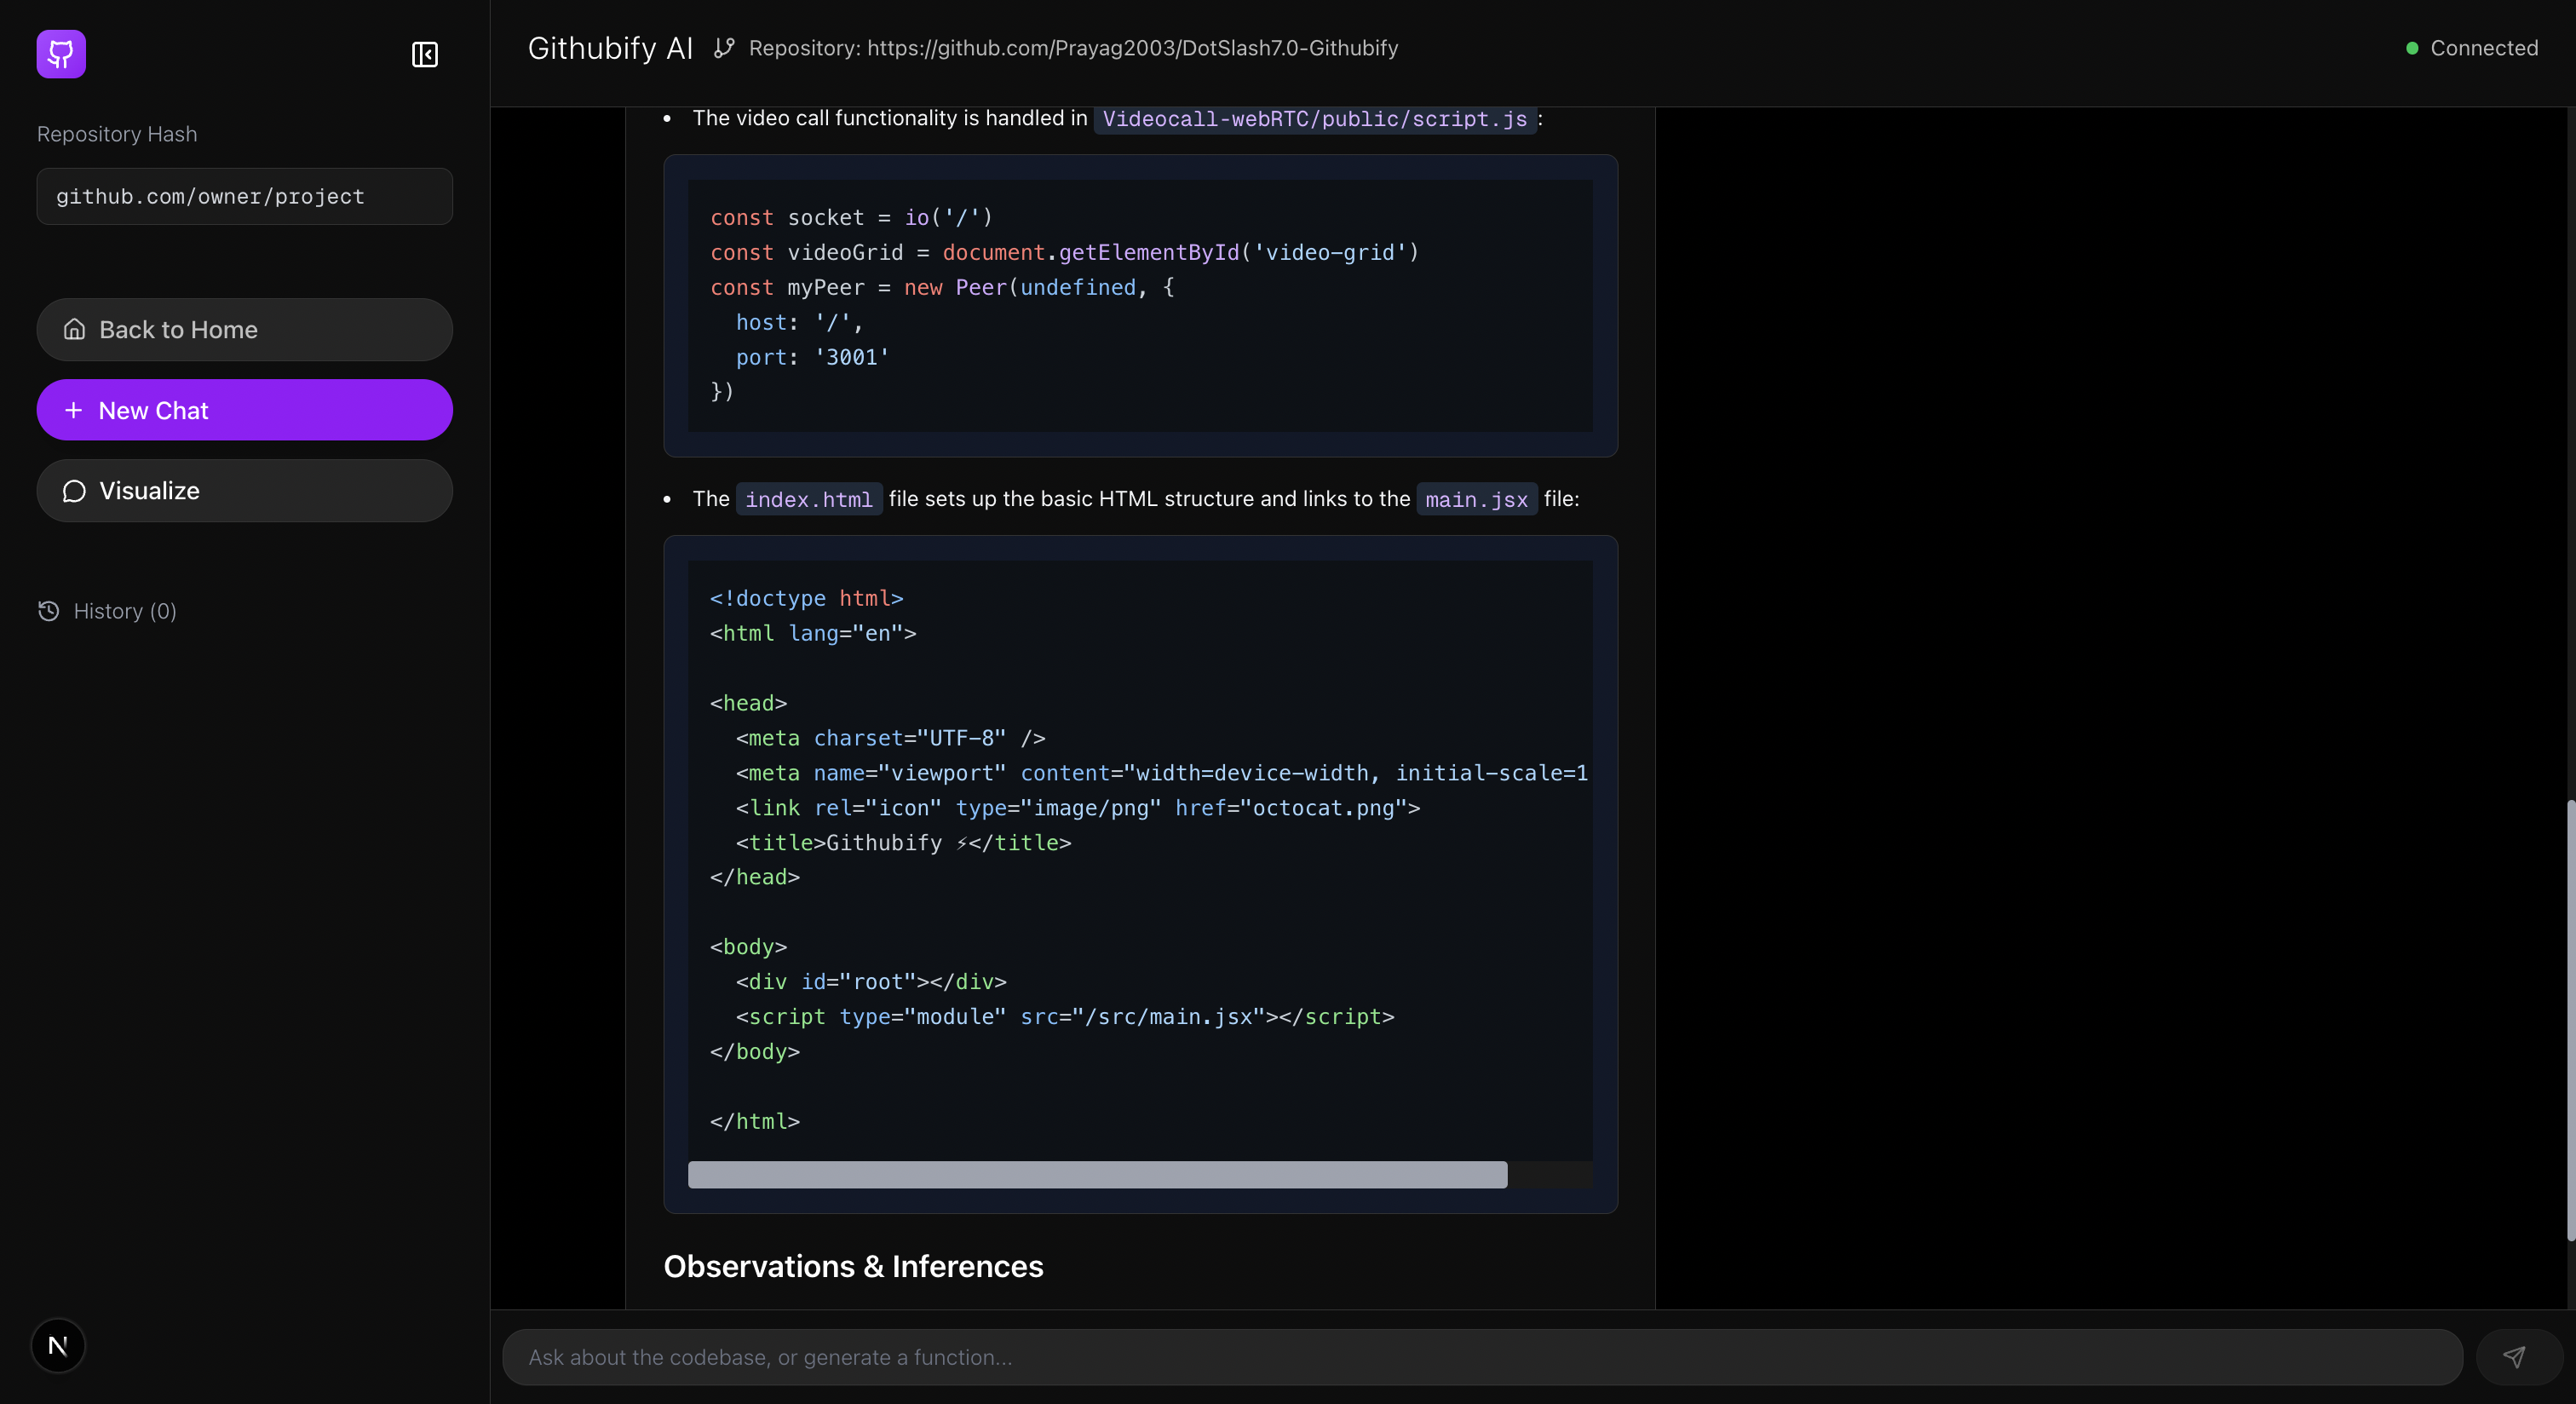 Githubify AI
Repository: https://github.com/Prayag2003/DotSlash7.0-Githubify
Connected
Repository Hash
github.com/owner/project
Back to Home
+ New Chat
Visualize
History (0)
N
• The video call functionality is handled in Videocall-webRTC/public/script.js:
const socket = io('/')
const videoGrid = document.getElementById('video-grid')
const myPeer = new Peer(undefined, {
  host: '/',
  port: '3001'
})
• The index.html file sets up the basic HTML structure and links to the main.jsx file:
<!doctype html>
<html lang="en">
<head>
  <meta charset="UTF-8" />
  <meta name="viewport" content="width=device-width, initial-scale=1
  <link rel="icon" type="image/png" href="octocat.png">
  <title>Githubify ⚡</title>
</head>
<body>
  <div id="root"></div>
  <script type="module" src="/src/main.jsx"></script>
</body>
</html>
Observations & Inferences
Ask about the codebase, or generate a function...